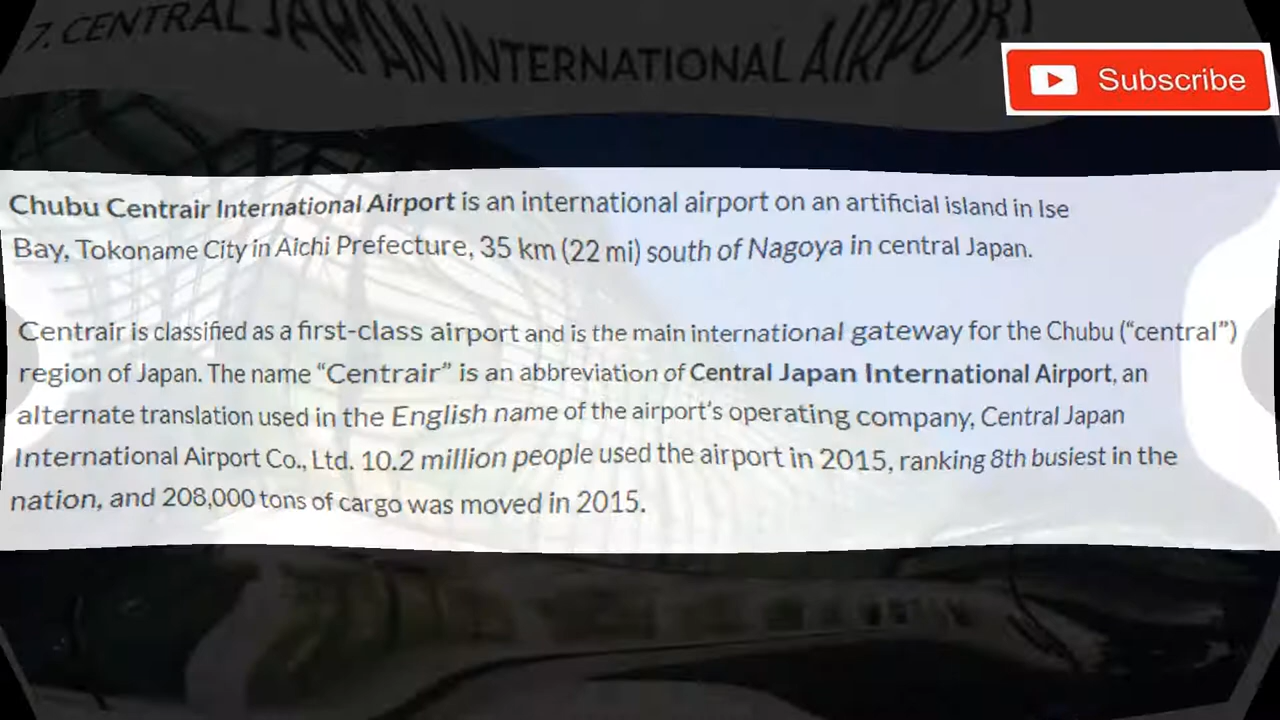 7. CENTRAL JAPAN INTERNATIONAL AIRPORT
Subscribe
Chubu Centrair International Airport is an international airport on an artificial island in Ise
Bay, Tokoname City in Aichi Prefecture, 35 km (22 mi) south of Nagoya in central Japan.
Centrair is classified as a first-class airport and is the main international gateway for the Chubu (“central”)
region of Japan. The name “Centrair” is an abbreviation of Central Japan International Airport, an
alternate translation used in the English name of the airport’s operating company, Central Japan
International Airport Co., Ltd. 10.2 million people used the airport in 2015, ranking 8th busiest in the
nation, and 208,000 tons of cargo was moved in 2015.